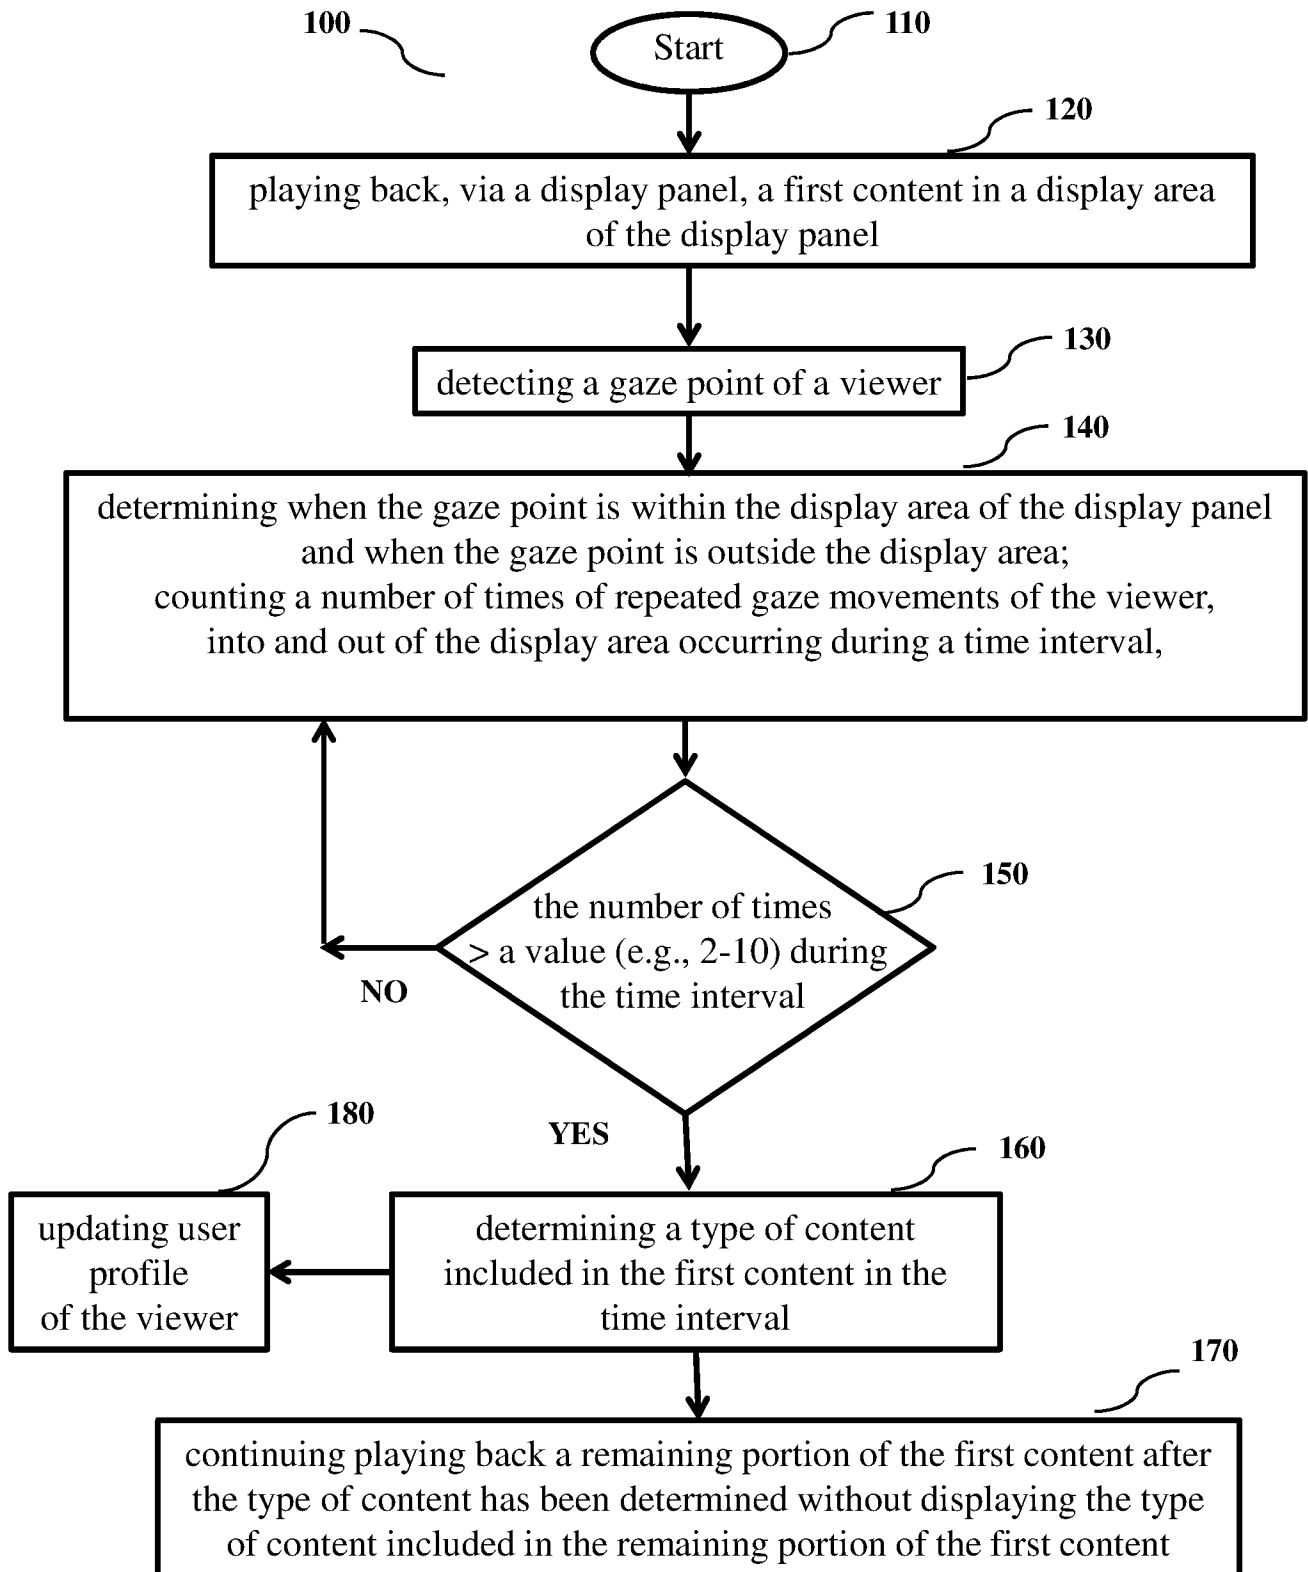 100
Start
110
120
playing back, via a display panel, a first content in a display area
of the display panel
130
detecting a gaze point of a viewer
140
determining when the gaze point is within the display area of the display panel
and when the gaze point is outside the display area;
counting a number of times of repeated gaze movements of the viewer,
into and out of the display area occurring during a time interval,
150
the number of times
> a value (e.g., 2-10) during
the time interval
NO
YES
180
160
updating user
profile
of the viewer
determining a type of content
included in the first content in the
time interval
170
continuing playing back a remaining portion of the first content after
the type of content has been determined without displaying the type
of content included in the remaining portion of the first content